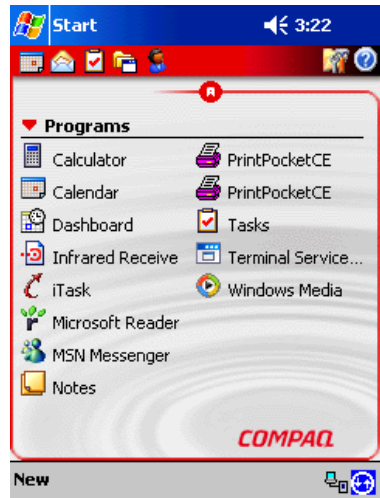 Start 3:22
Programs
Calculator PrintPocketCE
Calendar PrintPocketCE
Dashboard Tasks
Infrared Receive Terminal Service...
iTask Windows Media
Microsoft Reader
MSN Messenger
Notes
COMPAQ
New